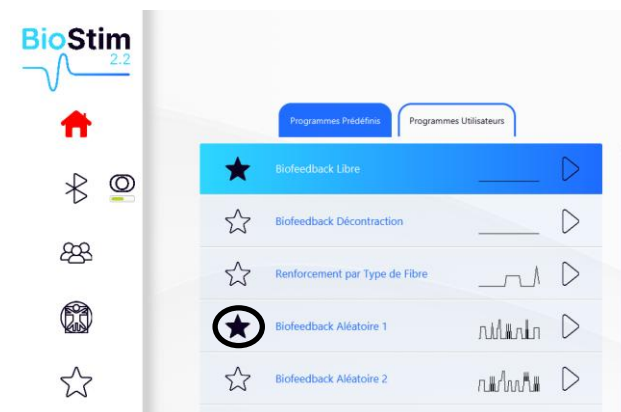 BioStim
2.2
Programmes Prédéfinis
Programmes Utilisateurs
Biofeedback Libre
Biofeedback Décontraction
Renforcement par Type de Fibre
Biofeedback Aléatoire 1
Biofeedback Aléatoire 2